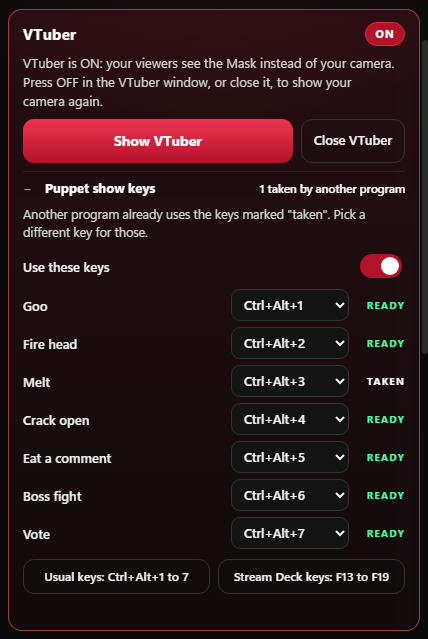 VTuber ON
VTuber is ON: your viewers see the Mask instead of your camera.
Press OFF in the VTuber window, or close it, to show your
camera again.
Show VTuber Close VTuber
− Puppet show keys 1 taken by another program
Another program already uses the keys marked "taken". Pick a
different key for those.
Use these keys
Goo Ctrl+Alt+1 READY
Fire head Ctrl+Alt+2 READY
Melt Ctrl+Alt+3 TAKEN
Crack open Ctrl+Alt+4 READY
Eat a comment Ctrl+Alt+5 READY
Boss fight Ctrl+Alt+6 READY
Vote Ctrl+Alt+7 READY
Usual keys: Ctrl+Alt+1 to 7 Stream Deck keys: F13 to F19